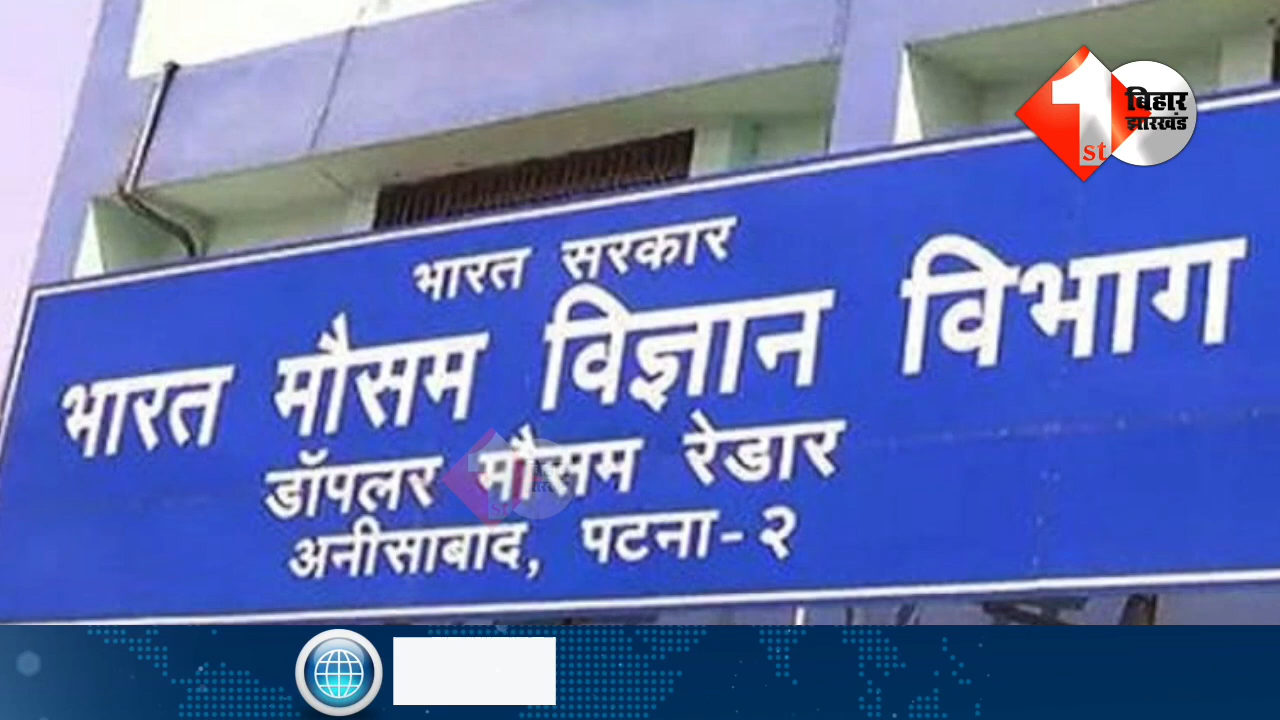 1st
बिहार
झारखंड
भारत सरकार
भारत मौसम विज्ञान विभाग
डॉपलर मौसम रेडार
अनीसाबाद, पटना-२